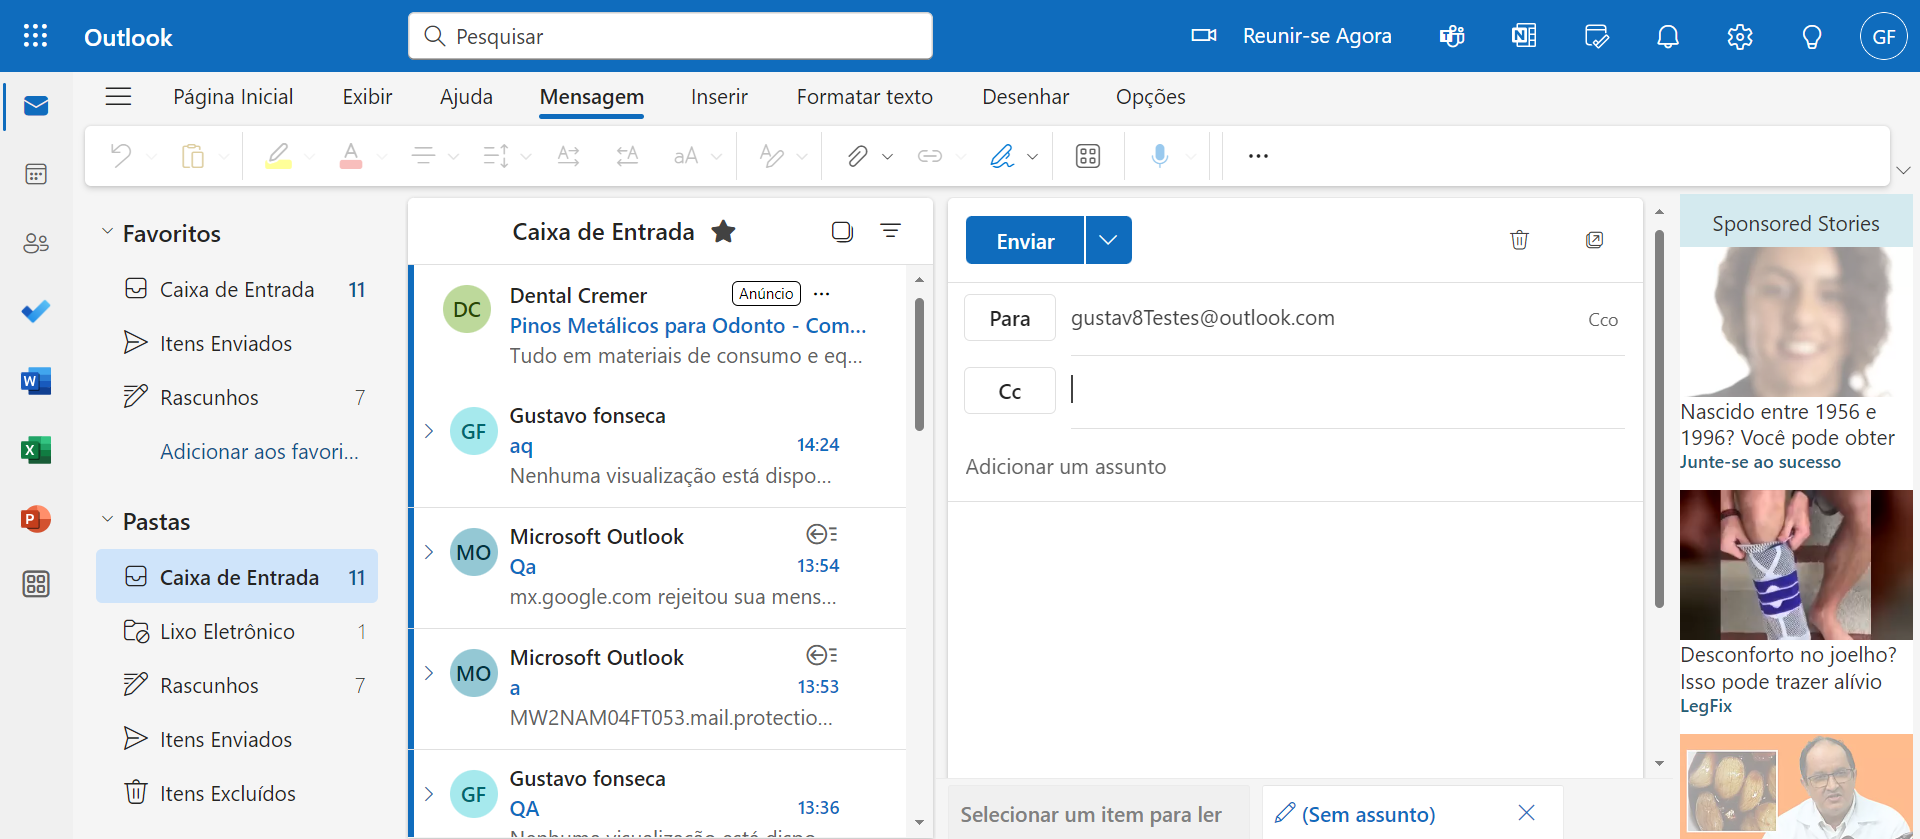 Outlook
Pesquisar
Reunir-se Agora
GF
Página Inicial
Exibir
Ajuda
Mensagem
Inserir
Formatar texto
Desenhar
Opções
Favoritos
Caixa de Entrada 11
Itens Enviados
Rascunhos 7
Adicionar aos favori...
Pastas
Caixa de Entrada 11
Lixo Eletrônico 1
Rascunhos 7
Itens Enviados
Itens Excluídos
Caixa de Entrada
DC
Dental Cremer
Anúncio
Pinos Metálicos para Odonto - Com...
Tudo em materiais de consumo e eq...
GF
Gustavo fonseca
aq 14:24
Nenhuma visualização está dispo...
MO
Microsoft Outlook
Qa 13:54
mx.google.com rejeitou sua mens...
MO
Microsoft Outlook
a 13:53
MW2NAM04FT053.mail.protectio...
GF
Gustavo fonseca
QA 13:36
Nenhuma visualização está dispo...
Enviar
Para
gustav8Testes@outlook.com
Cco
Cc
Adicionar um assunto
Selecionar um item para ler
(Sem assunto)
Sponsored Stories
Nascido entre 1956 e
1996? Você pode obter
Junte-se ao sucesso
Desconforto no joelho?
Isso pode trazer alívio
LegFix